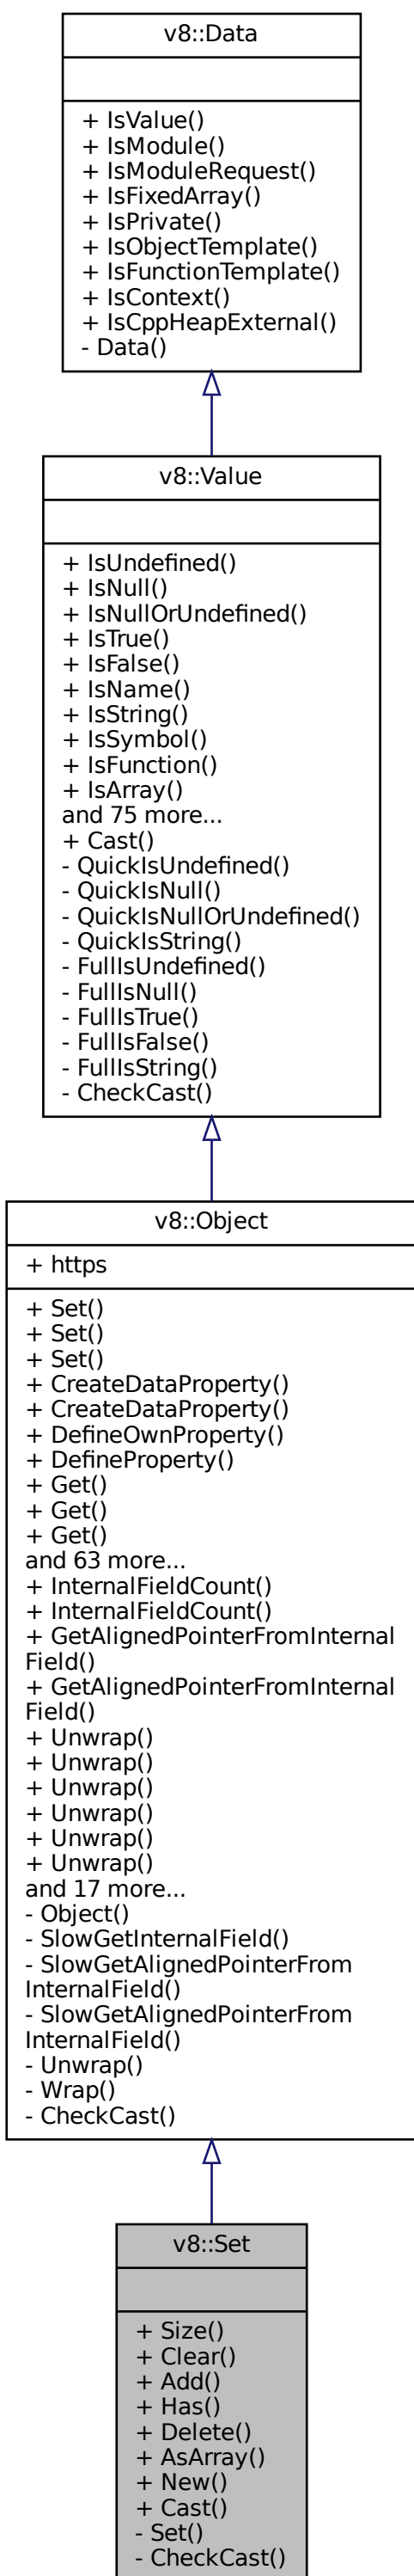 v8::Data
+ IsValue()
+ IsModule()
+ IsModuleRequest()
+ IsFixedArray()
+ IsPrivate()
+ IsObjectTemplate()
+ IsFunctionTemplate()
+ IsContext()
+ IsCppHeapExternal()
- Data()
v8::Value
+ IsUndefined()
+ IsNull()
+ IsNullOrUndefined()
+ IsTrue()
+ IsFalse()
+ IsName()
+ IsString()
+ IsSymbol()
+ IsFunction()
+ IsArray()
and 75 more...
+ Cast()
- QuickIsUndefined()
- QuickIsNull()
- QuickIsNullOrUndefined()
- QuickIsString()
- FullIsUndefined()
- FullIsNull()
- FullIsTrue()
- FullIsFalse()
- FullIsString()
- CheckCast()
v8::Object
+ https
+ Set()
+ Set()
+ Set()
+ CreateDataProperty()
+ CreateDataProperty()
+ DefineOwnProperty()
+ DefineProperty()
+ Get()
+ Get()
+ Get()
and 63 more...
+ InternalFieldCount()
+ InternalFieldCount()
+ GetAlignedPointerFromInternal
Field()
+ GetAlignedPointerFromInternal
Field()
+ Unwrap()
+ Unwrap()
+ Unwrap()
+ Unwrap()
+ Unwrap()
+ Unwrap()
and 17 more...
- Object()
- SlowGetInternalField()
- SlowGetAlignedPointerFrom
InternalField()
- SlowGetAlignedPointerFrom
InternalField()
- Unwrap()
- Wrap()
- CheckCast()
v8::Set
+ Size()
+ Clear()
+ Add()
+ Has()
+ Delete()
+ AsArray()
+ New()
+ Cast()
- Set()
- CheckCast()